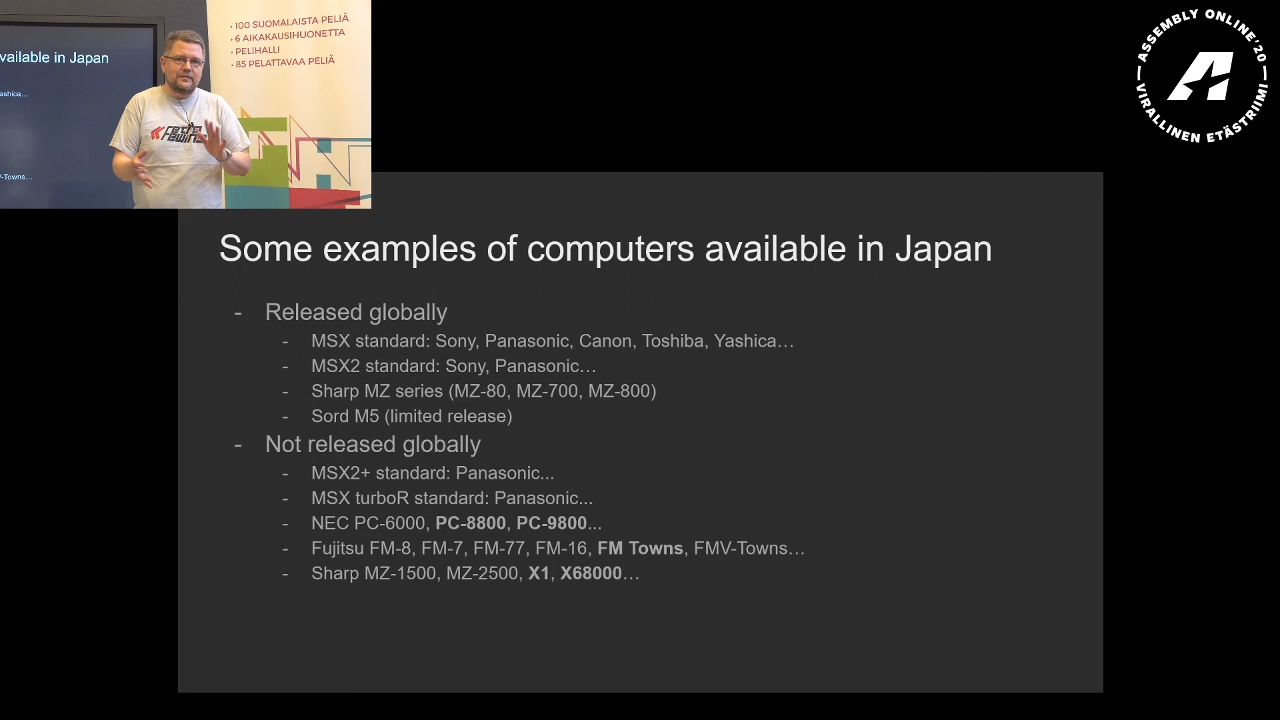 vailable in Japan
ashica...
-Towns...
• 100 SUOMALAISTA PELIÄ
• 6 AIKAKAUSIHUONETTA
• PELIHALLI
• 85 PELATTAVAA PELIÄ
ASSEMBLY ONLINE'20
VIRALLINEN ETÄSTRIIMI
Some examples of computers available in Japan
- Released globally
- MSX standard: Sony, Panasonic, Canon, Toshiba, Yashica…
- MSX2 standard: Sony, Panasonic…
- Sharp MZ series (MZ-80, MZ-700, MZ-800)
- Sord M5 (limited release)
- Not released globally
- MSX2+ standard: Panasonic...
- MSX turboR standard: Panasonic...
- NEC PC-6000, PC-8800, PC-9800...
- Fujitsu FM-8, FM-7, FM-77, FM-16, FM Towns, FMV-Towns…
- Sharp MZ-1500, MZ-2500, X1, X68000…